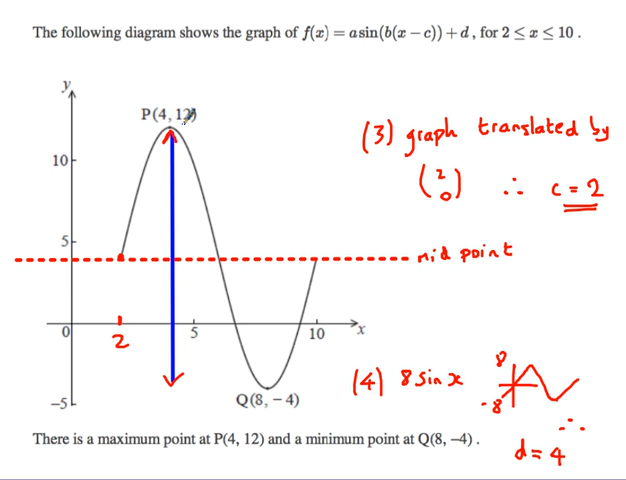 The following diagram shows the graph of f(x) = a sin(b(x − c)) + d, for 2 ≤ x ≤ 10.
y
P(4, 12)
(3) graph translated by
10
(2 0) ∴ c = 2
5
mid point
0
2
5
10
x
(4) 8 sin x
8
-8
−5
Q(8, −4)
∴
There is a maximum point at P(4, 12) and a minimum point at Q(8, −4).
d = 4